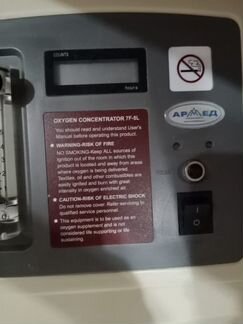 COUNTS
hours
АРМЕД
OXYGEN CONCENTRATOR 7F-5L
You should read and understand User's
Manual before operating this product.
WARNING-RISK OF FIRE
NO SMOKING-Keep ALL sources of
ignition out of the room in which this
product is located and away from areas
where oxygen is being delivered.
Textiles, oil and other combustibles are
easily ignited and burn with great
intensity in oxygen enriched air.
CAUTION-RISK OF ELECTRIC SHOCK
Do not remove cover. Refer servicing to
qualified service personnel.
This equipment is to be used as an
oxygen supplement and is not
considered life supporting or life
sustaining.